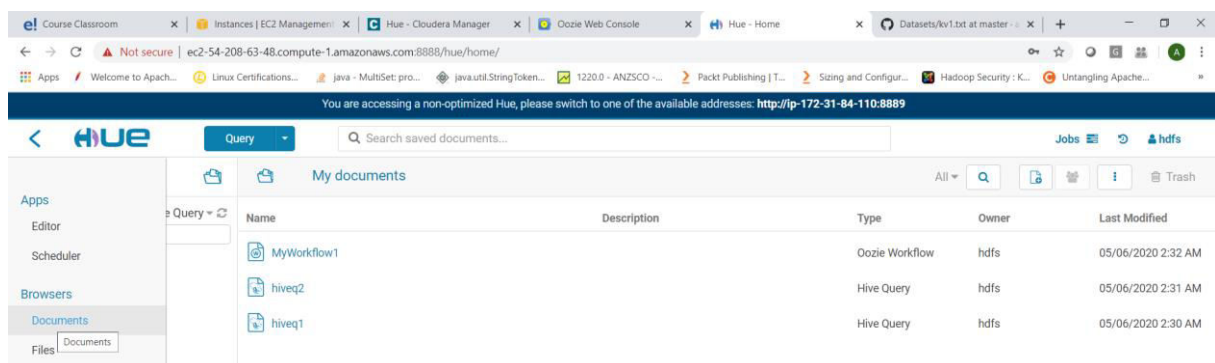 e! Course Classroom Instances | EC2 Management C Hue - Cloudera Manager Oozie Web Console Hue - Home Datasets/kv1.txt at master
Not secure | ec2-54-208-63-48.compute-1.amazonaws.com:8888/hue/home/
Apps Welcome to Apach... Linux Certifications... java - MultiSet: pro... java.util.StringToken... 1220.0 - ANZSCO -... Packt Publishing | T... Sizing and Configur... Hadoop Security : K... Untangling Apache... »
You are accessing a non-optimized Hue, please switch to one of the available addresses: http://ip-172-31-84-110:8889
HUE Query Search saved documents... Jobs hdfs
My documents All Trash
Apps
e Query Name Description Type Owner Last Modified
Editor
Scheduler MyWorkflow1 Oozie Workflow hdfs 05/06/2020 2:32 AM
Browsers hiveq2 Hive Query hdfs 05/06/2020 2:31 AM
Documents hiveq1 Hive Query hdfs 05/06/2020 2:30 AM
Files Documents